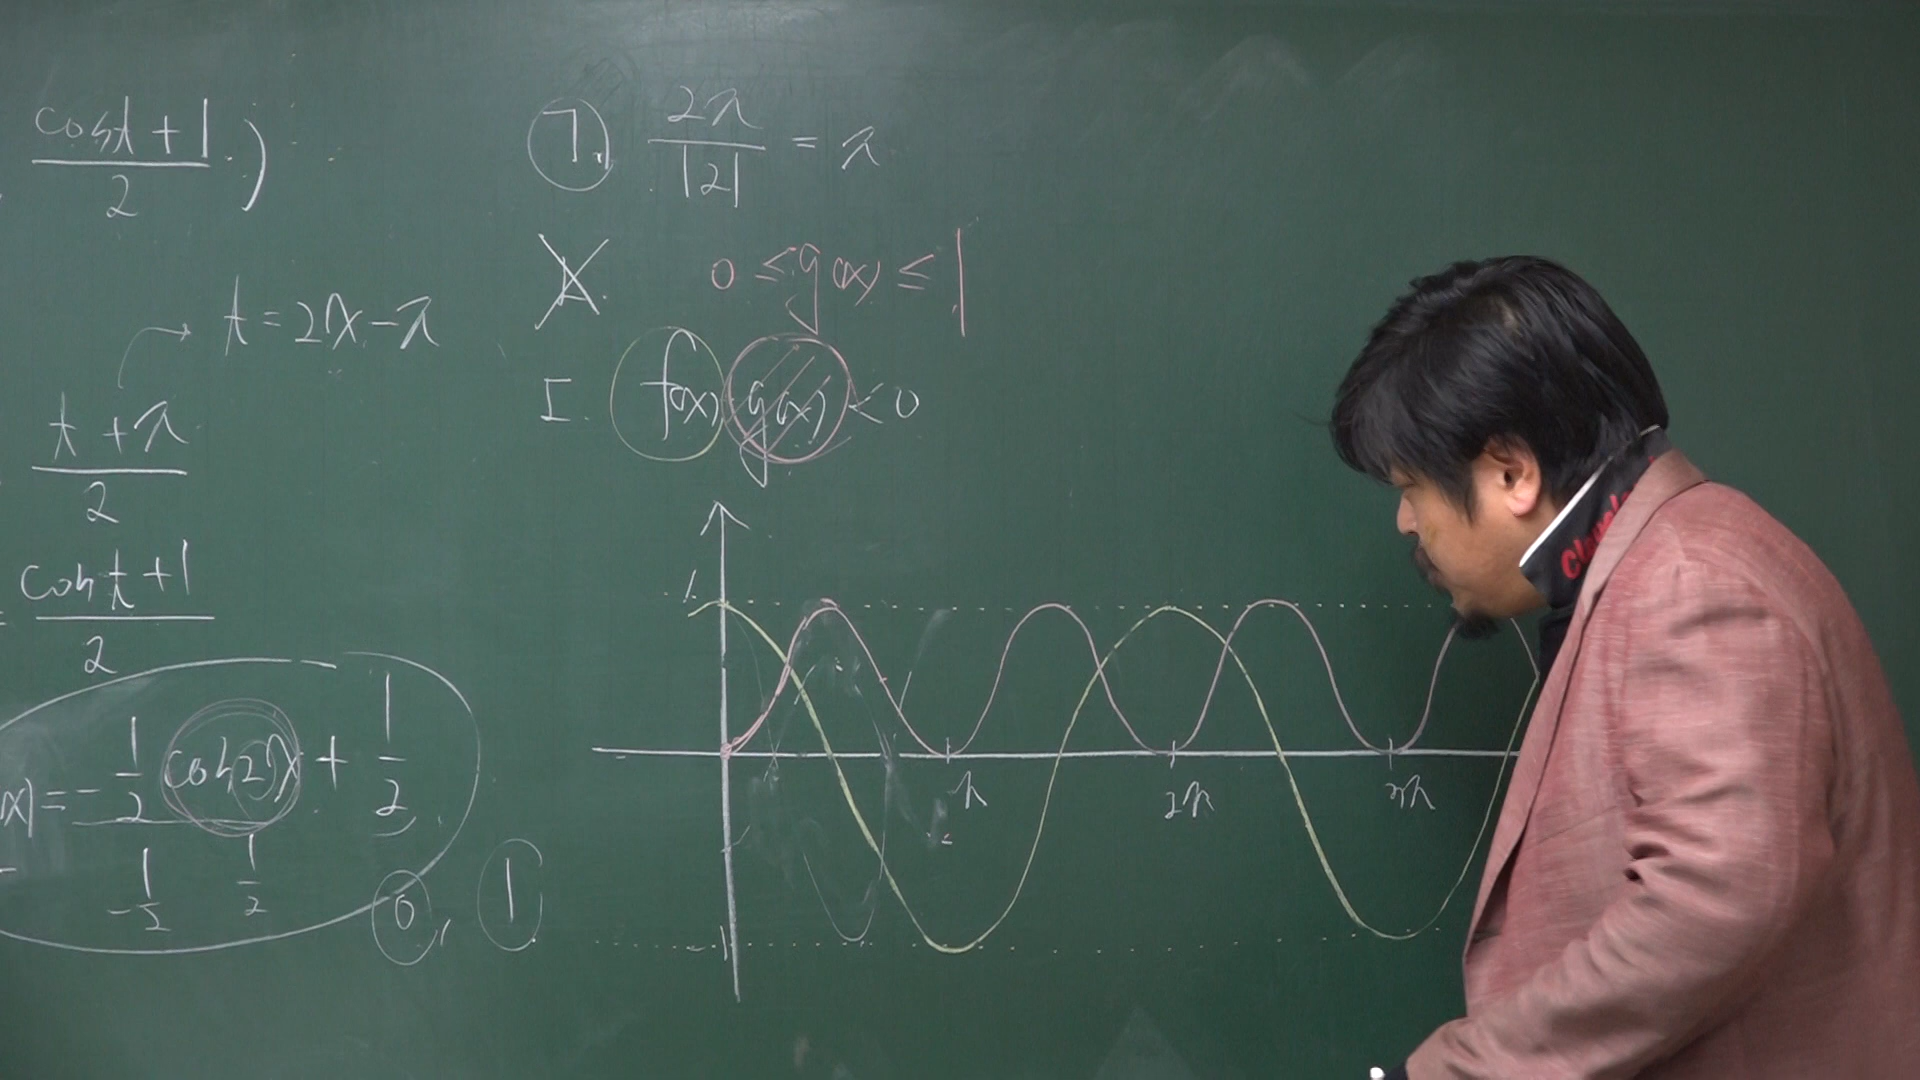 cos t + 1
2
)
t = 2x - π
t + π
2
cos t + 1
2
(x) = -1/2 cos 2x + 1/2
-1/2 1/2
0, 1
ㄱ. 2π/|2| = π
0 ≤ g(x) ≤ 1
f(x) g(x) < 0
1
π 2π 3π
-1